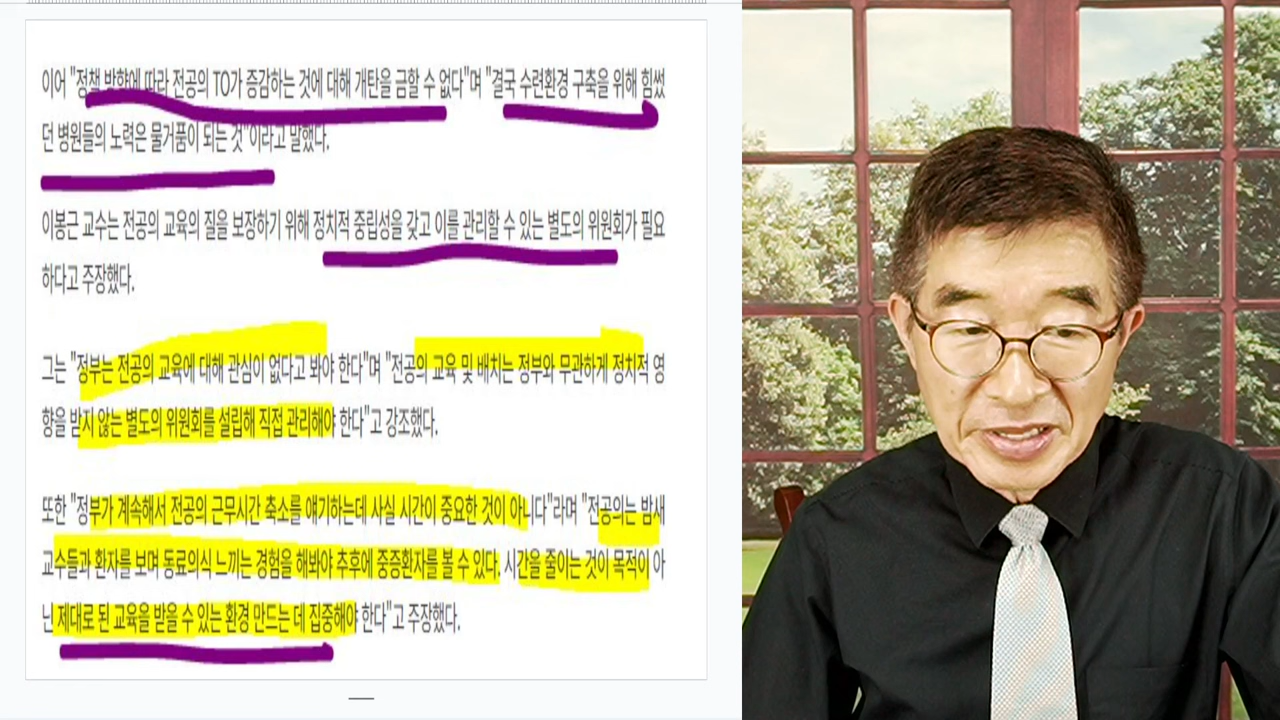 이어 "정책 방향에 따라 전공의 TO가 증감하는 것에 대해 개탄을 금할 수 없다"며 "결국 수련환경 구축을 위해 힘썼
던 병원들의 노력은 물거품이 되는 것"이라고 말했다.
이봉근 교수는 전공의 교육의 질을 보장하기 위해 정치적 중립성을 갖고 이를 관리할 수 있는 별도의 위원회가 필요
하다고 주장했다.
그는 "정부는 전공의 교육에 대해 관심이 없다고 봐야 한다"며 "전공의 교육 및 배치는 정부와 무관하게 정치적 영
향을 받지 않는 별도의 위원회를 설립해 직접 관리해야 한다"고 강조했다.
또한 "정부가 계속해서 전공의 근무시간 축소를 얘기하는데 사실 시간이 중요한 것이 아니다"라며 "전공의는 밤새
교수들과 환자를 보며 동료의식 느끼는 경험을 해봐야 추후에 중증환자를 볼 수 있다. 시간을 줄이는 것이 목적이 아
닌 제대로 된 교육을 받을 수 있는 환경 만드는 데 집중해야 한다"고 주장했다.